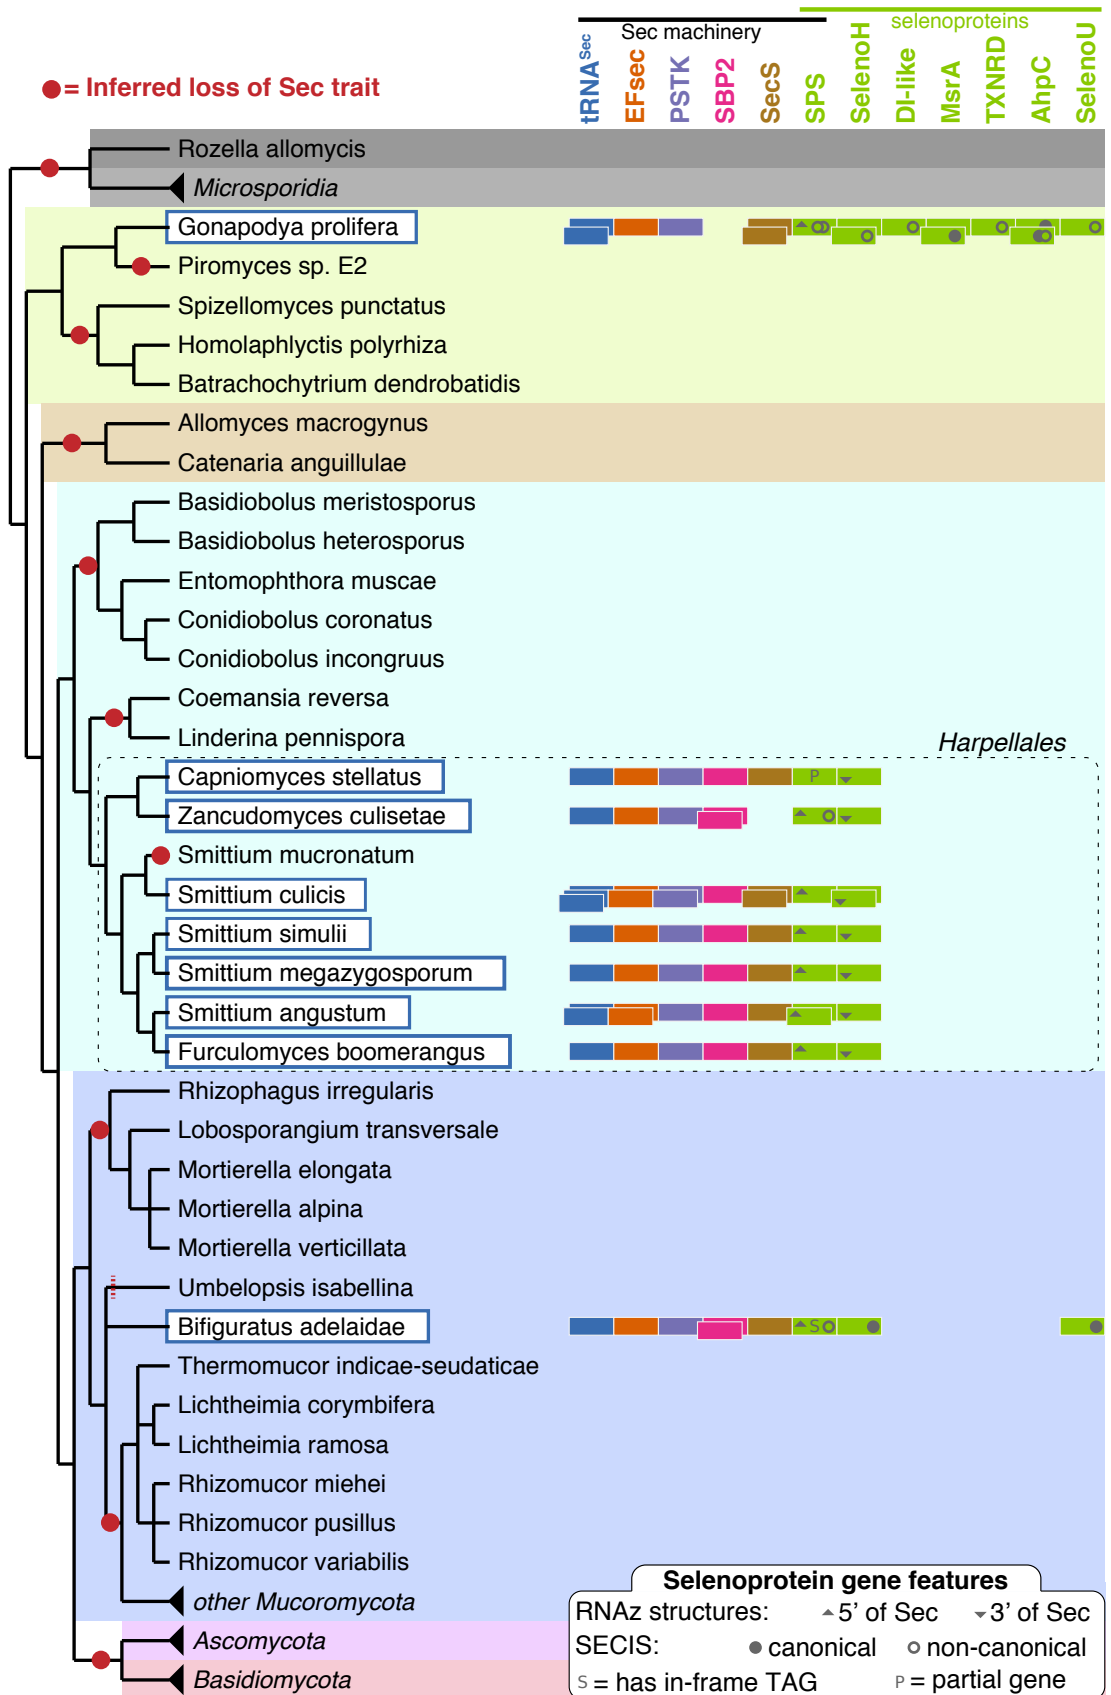 Sec machinery
selenoproteins
tRNASec
EFsec
PSTK
SBP2
SecS
SPS
SelenoH
DI-like
MsrA
TXNRD
AhpC
SelenoU
= Inferred loss of Sec trait
Rozella allomycis
Microsporidia
Gonapodya prolifera
Piromyces sp. E2
Spizellomyces punctatus
Homolaphlyctis polyrhiza
Batrachochytrium dendrobatidis
Allomyces macrogynus
Catenaria anguillulae
Basidiobolus meristosporus
Basidiobolus heterosporus
Entomophthora muscae
Conidiobolus coronatus
Conidiobolus incongruus
Coemansia reversa
Linderina pennispora
Harpellales
Capniomyces stellatus
P
Zancudomyces culisetae
Smittium mucronatum
Smittium culicis
Smittium simulii
Smittium megazygosporum
Smittium angustum
Furculomyces boomerangus
Rhizophagus irregularis
Lobosporangium transversale
Mortierella elongata
Mortierella alpina
Mortierella verticillata
Umbelopsis isabellina
Bifiguratus adelaidae
S
Thermomucor indicae-seudaticae
Lichtheimia corymbifera
Lichtheimia ramosa
Rhizomucor miehei
Rhizomucor pusillus
Rhizomucor variabilis
other Mucoromycota
Ascomycota
Basidiomycota
Selenoprotein gene features
RNAz structures: 5' of Sec 3' of Sec
SECIS: canonical non-canonical
S = has in-frame TAG P = partial gene